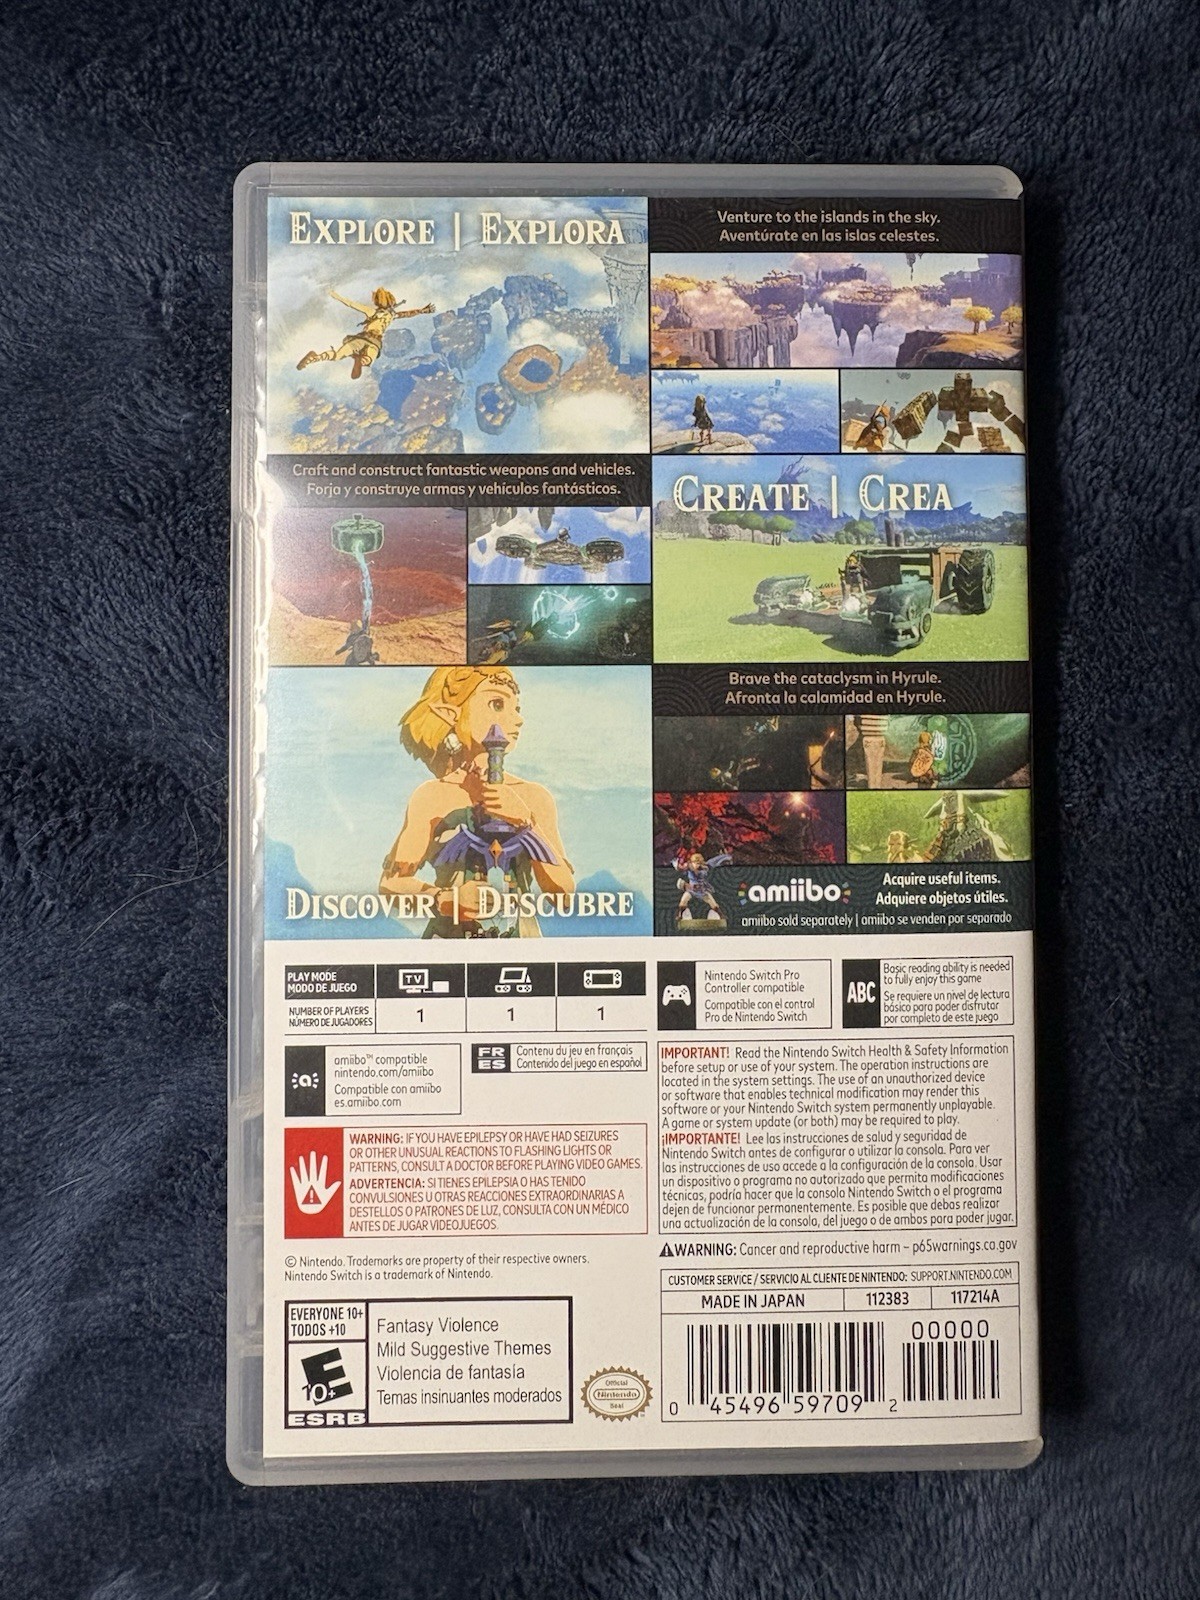 EXPLORE | EXPLORA
Venture to the islands in the sky.
Aventúrate en las islas celestes.
Craft and construct fantastic weapons and vehicles.
Forja y construye armas y vehículos fantásticos.
CREATE | CREA
Brave the cataclysm in Hyrule.
Afronta la calamidad en Hyrule.
DISCOVER | DESCUBRE
amiibo
Acquire useful items.
Adquiere objetos útiles.
amiibo sold separately | amiibo se venden por separado
PLAY MODE
MODO DE JUEGO
TV
NUMBER OF PLAYERS
NÚMERO DE JUGADORES
1
1
1
Nintendo Switch Pro
Controller compatible
Compatible con el control
Pro de Nintendo Switch
ABC
Basic reading ability is needed
to fully enjoy this game
Se requiere un nivel de lectura
básico para poder disfrutar
por completo de este juego
a
amiibo™ compatible
nintendo.com/amiibo
Compatible con amiibo
es.amiibo.com
FR
ES
Contenu du jeu en français
Contenido del juego en español
IMPORTANT! Read the Nintendo Switch Health & Safety Information
before setup or use of your system. The operation instructions are
located in the system settings. The use of an unauthorized device
or software that enables technical modification may render this
software or your Nintendo Switch system permanently unplayable.
A game or system update (or both) may be required to play.
¡IMPORTANTE! Lee las instrucciones de salud y seguridad de
Nintendo Switch antes de configurar o utilizar la consola. Para ver
las instrucciones de uso accede a la configuración de la consola. Usar
un dispositivo o programa no autorizado que permita modificaciones
técnicas, podría hacer que la consola Nintendo Switch o el programa
dejen de funcionar permanentemente. Es posible que debas realizar
una actualización de la consola, del juego o de ambos para poder jugar.
WARNING: IF YOU HAVE EPILEPSY OR HAVE HAD SEIZURES
OR OTHER UNUSUAL REACTIONS TO FLASHING LIGHTS OR
PATTERNS, CONSULT A DOCTOR BEFORE PLAYING VIDEO GAMES.
ADVERTENCIA: SI TIENES EPILEPSIA O HAS TENIDO
CONVULSIONES U OTRAS REACCIONES EXTRAORDINARIAS A
DESTELLOS O PATRONES DE LUZ, CONSULTA CON UN MÉDICO
ANTES DE JUGAR VIDEOJUEGOS.
WARNING: Cancer and reproductive harm – p65warnings.ca.gov
© Nintendo. Trademarks are property of their respective owners.
Nintendo Switch is a trademark of Nintendo.
CUSTOMER SERVICE / SERVICIO AL CLIENTE DE NINTENDO: SUPPORT.NINTENDO.COM
MADE IN JAPAN
112383
117214A
EVERYONE 10+
TODOS +10
E
10+
ESRB
Fantasy Violence
Mild Suggestive Themes
Violencia de fantasía
Temas insinuantes moderados
Official
Nintendo
Seal
00000
0 45496 59709 2